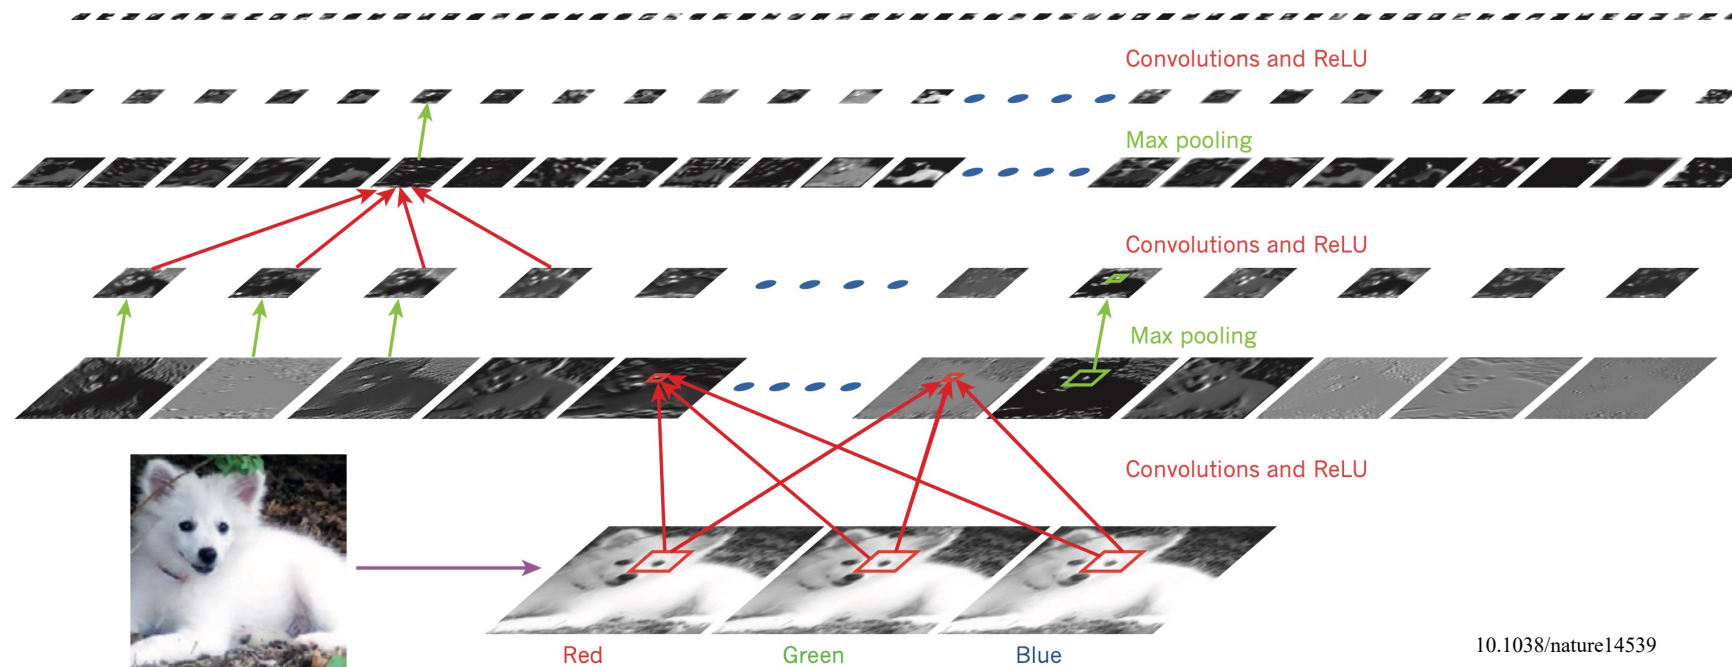 Convolutions and ReLU
Max pooling
Convolutions and ReLU
Max pooling
Convolutions and ReLU
Red
Green
Blue
10.1038/nature14539